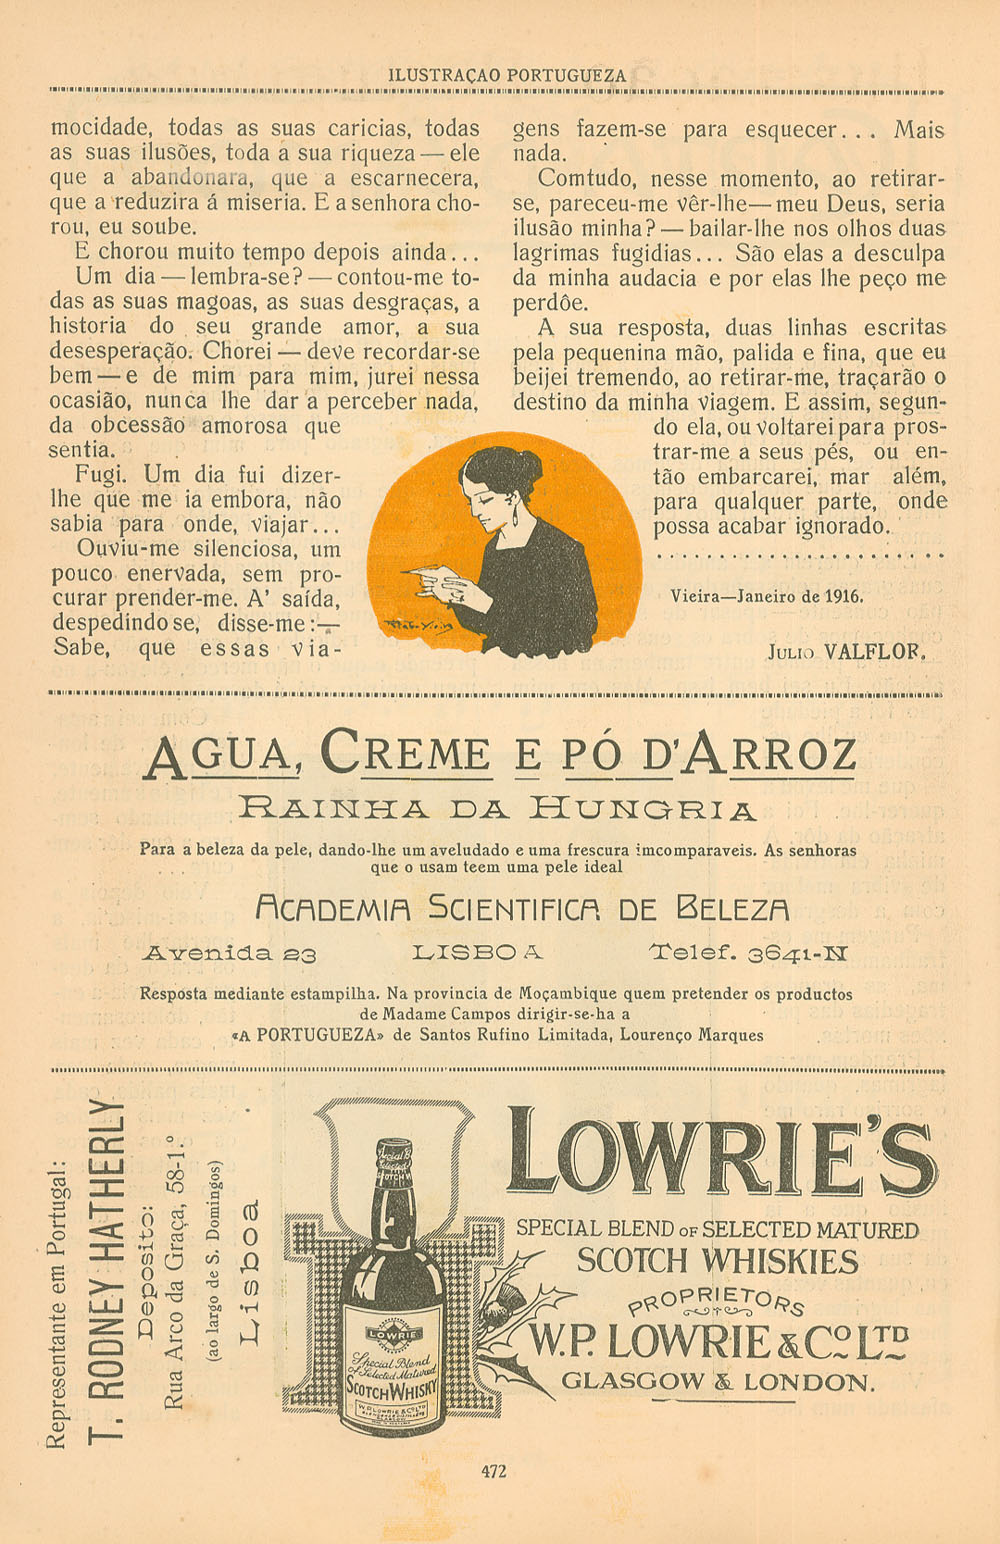 ILUSTRAÇAO PORTUGUEZA
mocidade, todas as suas caricias, todas
as suas ilusões, toda a sua riqueza — ele
que a abandonara, que a escarnecera,
que a reduzira á miseria. E a senhora cho-
rou, eu soube.
E chorou muito tempo depois ainda...
Um dia — lembra-se? — contou-me to-
das as suas magoas, as suas desgraças, a
historia do seu grande amor, a sua
desesperação. Chorei — deve recordar-se
bem — e de mim para mim, jurei nessa
ocasião, nunca lhe dar a perceber nada,
da obcessão amorosa que
sentia.
Fugi. Um dia fui dizer-
lhe que me ia embora, não
sabia para onde, viajar...
Ouviu-me silenciosa, um
pouco enervada, sem pro-
curar prender-me. A' saída,
despedindo se, disse-me:—
Sabe, que essas via-
gens fazem-se para esquecer... Mais
nada.
Comtudo, nesse momento, ao retirar-
se, pareceu-me vêr-lhe — meu Deus, seria
ilusão minha? — bailar-lhe nos olhos duas
lagrimas fugidias... São elas a desculpa
da minha audacia e por elas lhe peço me
perdôe.
A sua resposta, duas linhas escritas
pela pequenina mão, palida e fina, que eu
beijei tremendo, ao retirar-me, traçarão o
destino da minha viagem. E assim, segun-
do ela, ou voltarei para pros-
trar-me a seus pés, ou en-
tão embarcarei, mar além,
para qualquer parte, onde
possa acabar ignorado.
Vieira—Janeiro de 1916.
JULIO VALFLOR.
AGUA, CREME E PÓ D'ARROZ
RAINHA DA HUNGRIA
Para a beleza da pele, dando-lhe um aveludado e uma frescura imcomparaveis. As senhoras
que o usam teem uma pele ideal
ACADEMIA SCIENTIFICA DE BELEZA
Avenida 23 LISBOA Telef. 3641-N
Resposta mediante estampilha. Na provincia de Moçambique quem pretender os productos
de Madame Campos dirigir-se-ha a
«A PORTUGUEZA» de Santos Rufino Limitada, Lourenço Marques
Representante em Portugal:
T. RODNEY HATHERLY
Deposito:
Rua Arco da Graça, 58-1.º
(ao largo de S. Domingos)
Lisboa
LOWRIE
Special Blend
of Selected Matured
SCOTCH WHISKY
W.P. LOWRIE & CO LTD
GLASGOW
LOWRIE'S
SPECIAL BLEND OF SELECTED MATURED
SCOTCH WHISKIES
PROPRIETORS
W.P. LOWRIE & Co LTD
GLASGOW & LONDON.
472